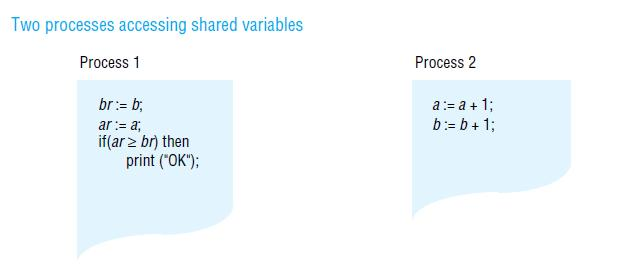 Two processes accessing shared variables
Process 1
br := b;
ar := a;
if(ar ≥ br) then
print ("OK");
Process 2
a := a + 1;
b := b + 1;